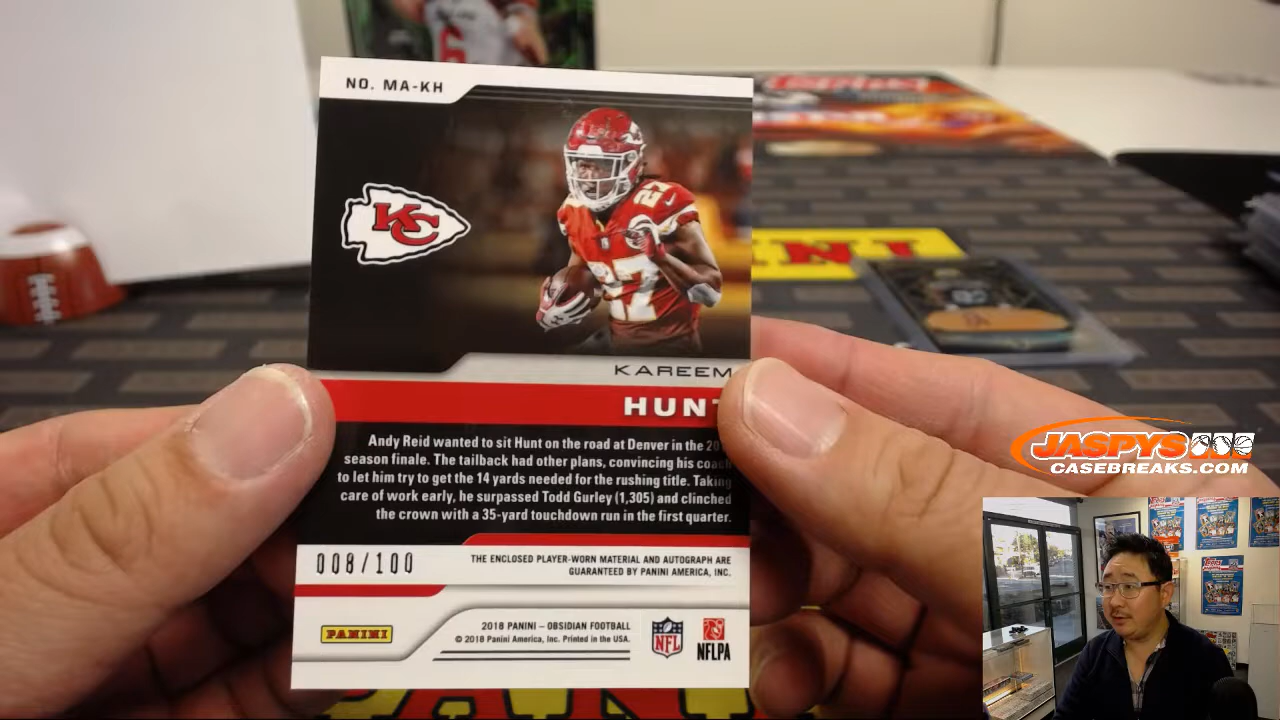 NO. MA-KH
KC
27
27
KAREEM
HUNT
Andy Reid wanted to sit Hunt on the road at Denver in the
season finale. The tailback had other plans, convincing his coach
to let him try to get the 14 yards needed for the rushing title. Taking
care of work early, he surpassed Todd Gurley (1,305) and clinched
the crown with a 35-yard touchdown run in the first quarter.
008/100
THE ENCLOSED PLAYER-WORN MATERIAL AND AUTOGRAPH ARE
GUARANTEED BY PANINI AMERICA, INC.
PANINI
2018 PANINI – OBSIDIAN FOOTBALL
© 2018 Panini America, Inc. Printed in the USA.
NFL
NFLPA
JASPYS
CASEBREAKS.COM